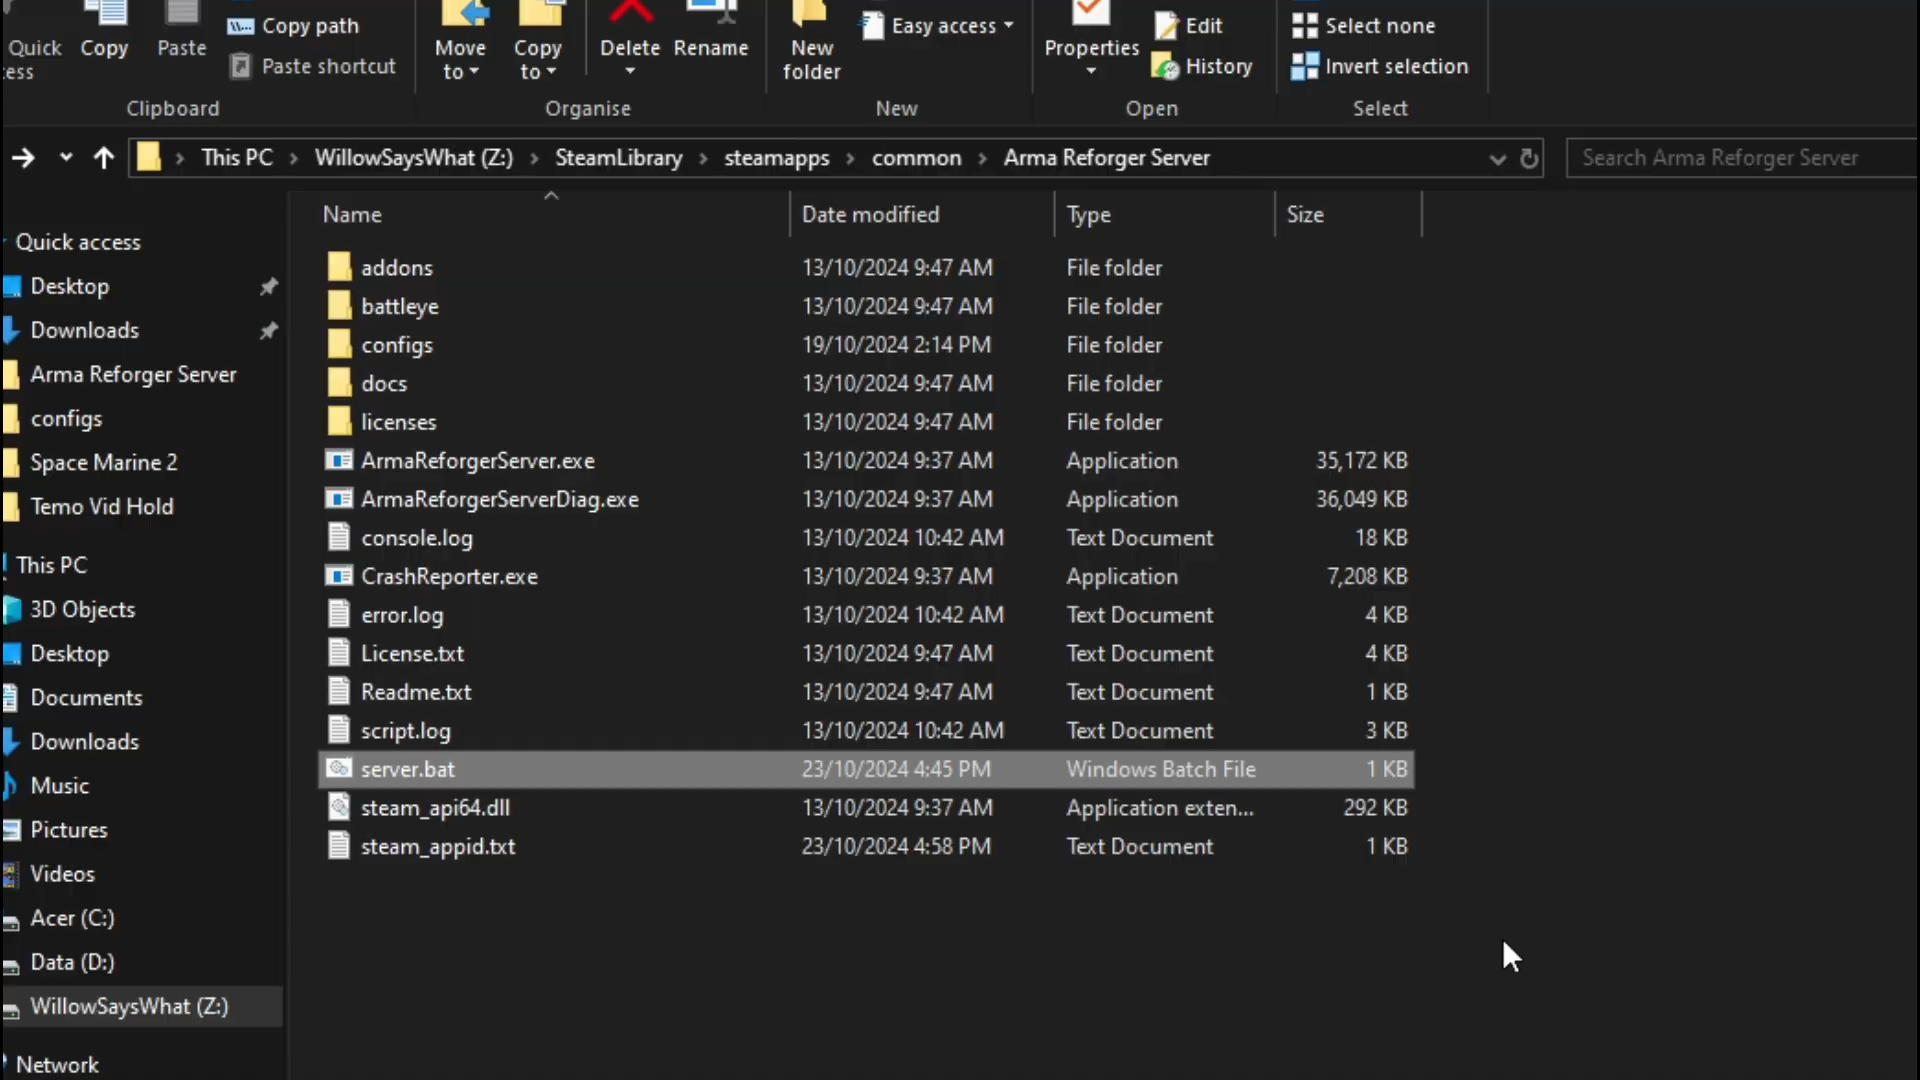 Quick
cess
Copy
Paste
Copy path
Paste shortcut
Clipboard
Move
to
Copy
to
Delete
Rename
Organise
New
folder
Easy access
New
Properties
Edit
History
Open
Select none
Invert selection
Select
This PC > WillowSaysWhat (Z:) > SteamLibrary > steamapps > common > Arma Reforger Server
Search Arma Reforger Server
Quick access
Desktop
Downloads
Arma Reforger Server
configs
Space Marine 2
Temo Vid Hold
This PC
3D Objects
Desktop
Documents
Downloads
Music
Pictures
Videos
Acer (C:)
Data (D:)
WillowSaysWhat (Z:)
Network
Name Date modified Type Size
addons 13/10/2024 9:47 AM File folder
battleye 13/10/2024 9:47 AM File folder
configs 19/10/2024 2:14 PM File folder
docs 13/10/2024 9:47 AM File folder
licenses 13/10/2024 9:47 AM File folder
ArmaReforgerServer.exe 13/10/2024 9:37 AM Application 35,172 KB
ArmaReforgerServerDiag.exe 13/10/2024 9:37 AM Application 36,049 KB
console.log 13/10/2024 10:42 AM Text Document 18 KB
CrashReporter.exe 13/10/2024 9:37 AM Application 7,208 KB
error.log 13/10/2024 10:42 AM Text Document 4 KB
License.txt 13/10/2024 9:47 AM Text Document 4 KB
Readme.txt 13/10/2024 9:47 AM Text Document 1 KB
script.log 13/10/2024 10:42 AM Text Document 3 KB
server.bat 23/10/2024 4:45 PM Windows Batch File 1 KB
steam_api64.dll 13/10/2024 9:37 AM Application exten... 292 KB
steam_appid.txt 23/10/2024 4:58 PM Text Document 1 KB